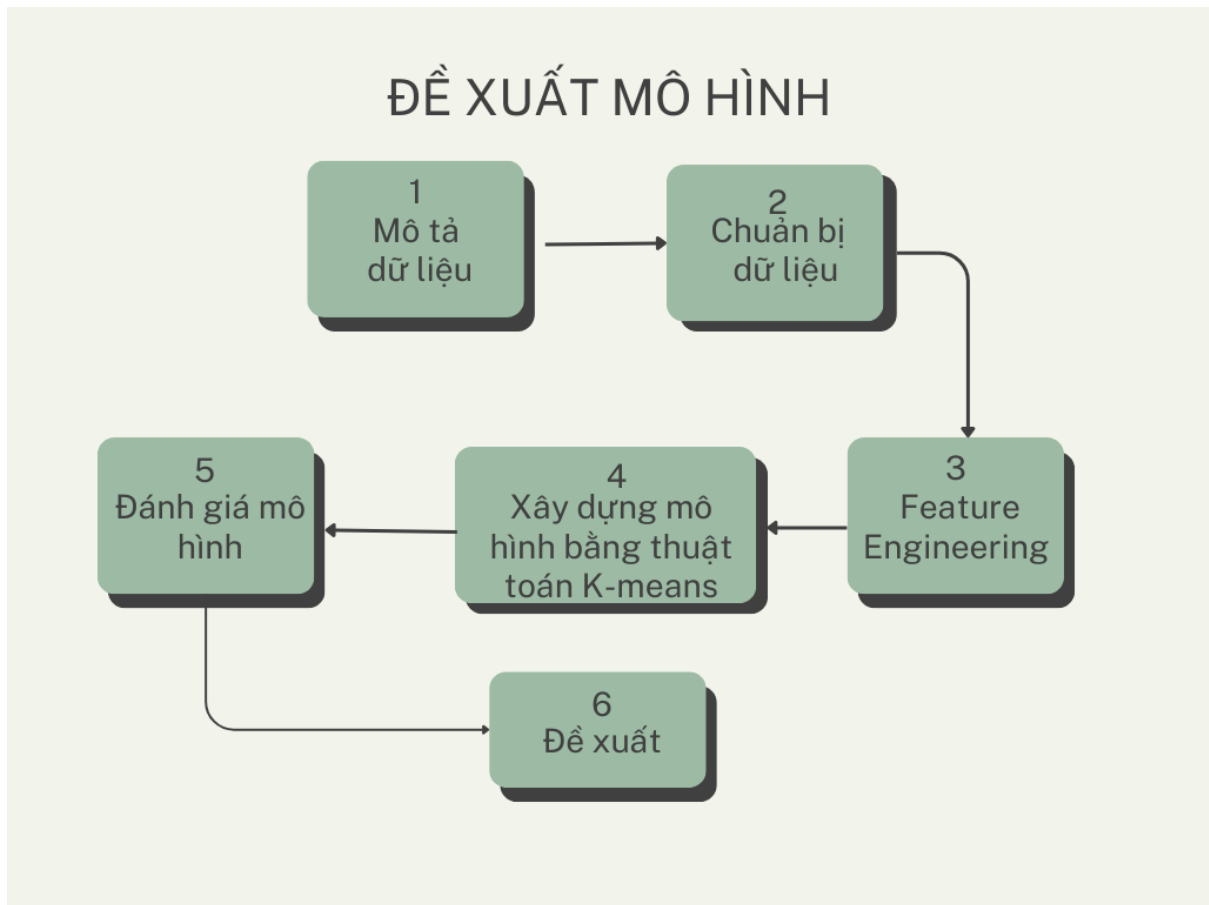 ĐỀ XUẤT MÔ HÌNH
1
Mô tả
dữ liệu
2
Chuản bị
dữ liệu
3
Feature
Engineering
4
Xây dựng mô
hình bằng thuật
toán K-means
5
Đánh giá mô
hình
6
Đề xuất